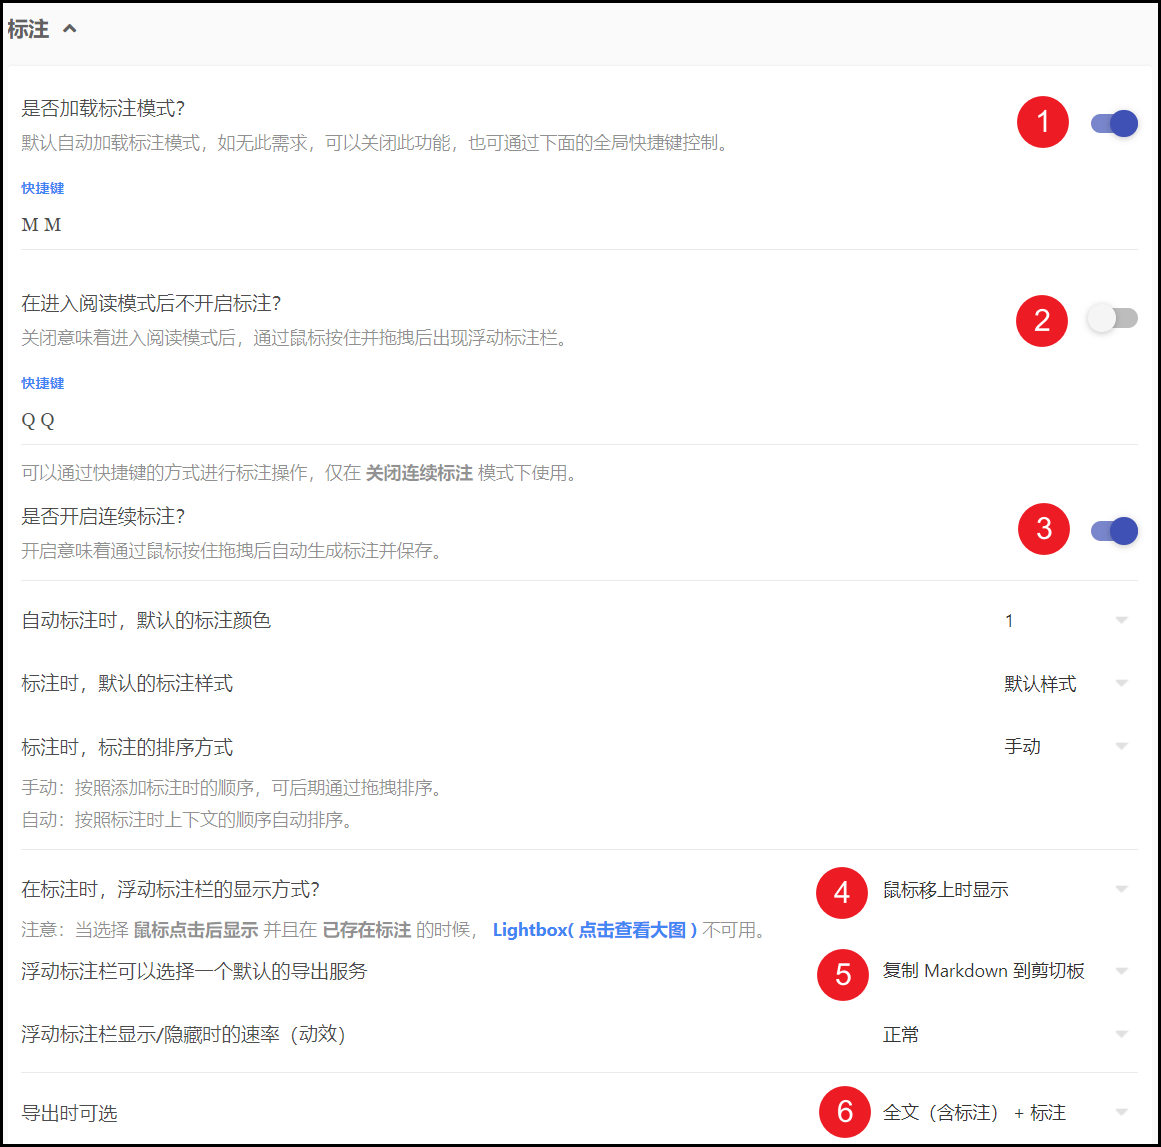 标注
是否加载标注模式？
1
默认自动加载标注模式，如无此需求，可以关闭此功能，也可通过下面的全局快捷键控制。
快捷键
M M
在进入阅读模式后不开启标注？
2
关闭意味着进入阅读模式后，通过鼠标按住并拖拽后出现浮动标注栏。
快捷键
Q Q
可以通过快捷键的方式进行标注操作，仅在 关闭连续标注 模式下使用。
是否开启连续标注？
3
开启意味着通过鼠标按住拖拽后自动生成标注并保存。
自动标注时，默认的标注颜色 1
标注时，默认的标注样式 默认样式
标注时，标注的排序方式 手动
手动：按照添加标注时的顺序，可后期通过拖拽排序。
自动：按照标注时上下文的顺序自动排序。
在标注时，浮动标注栏的显示方式？ 4 鼠标移上时显示
注意：当选择 鼠标点击后显示 并且在 已存在标注 的时候， Lightbox( 点击查看大图 ) 不可用。
浮动标注栏可以选择一个默认的导出服务 5 复制 Markdown 到剪切板
浮动标注栏显示/隐藏时的速率（动效） 正常
导出时可选 6 全文（含标注） + 标注